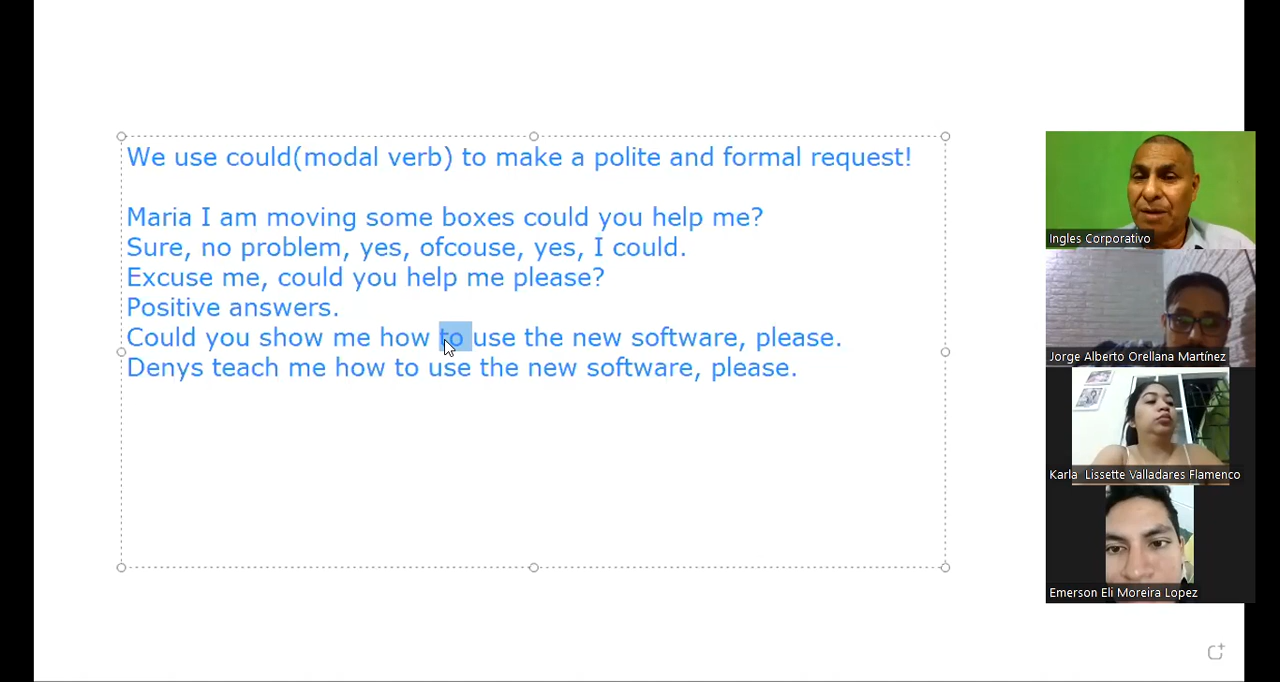 We use could(modal verb) to make a polite and formal request!
Maria I am moving some boxes could you help me?
Sure, no problem, yes, ofcouse, yes, I could.
Excuse me, could you help me please?
Positive answers.
Could you show me how to use the new software, please.
Denys teach me how to use the new software, please.
Ingles Corporativo
Jorge Alberto Orellana Martínez
Karla Lissette Valladares Flamenco
Emerson Eli Moreira Lopez